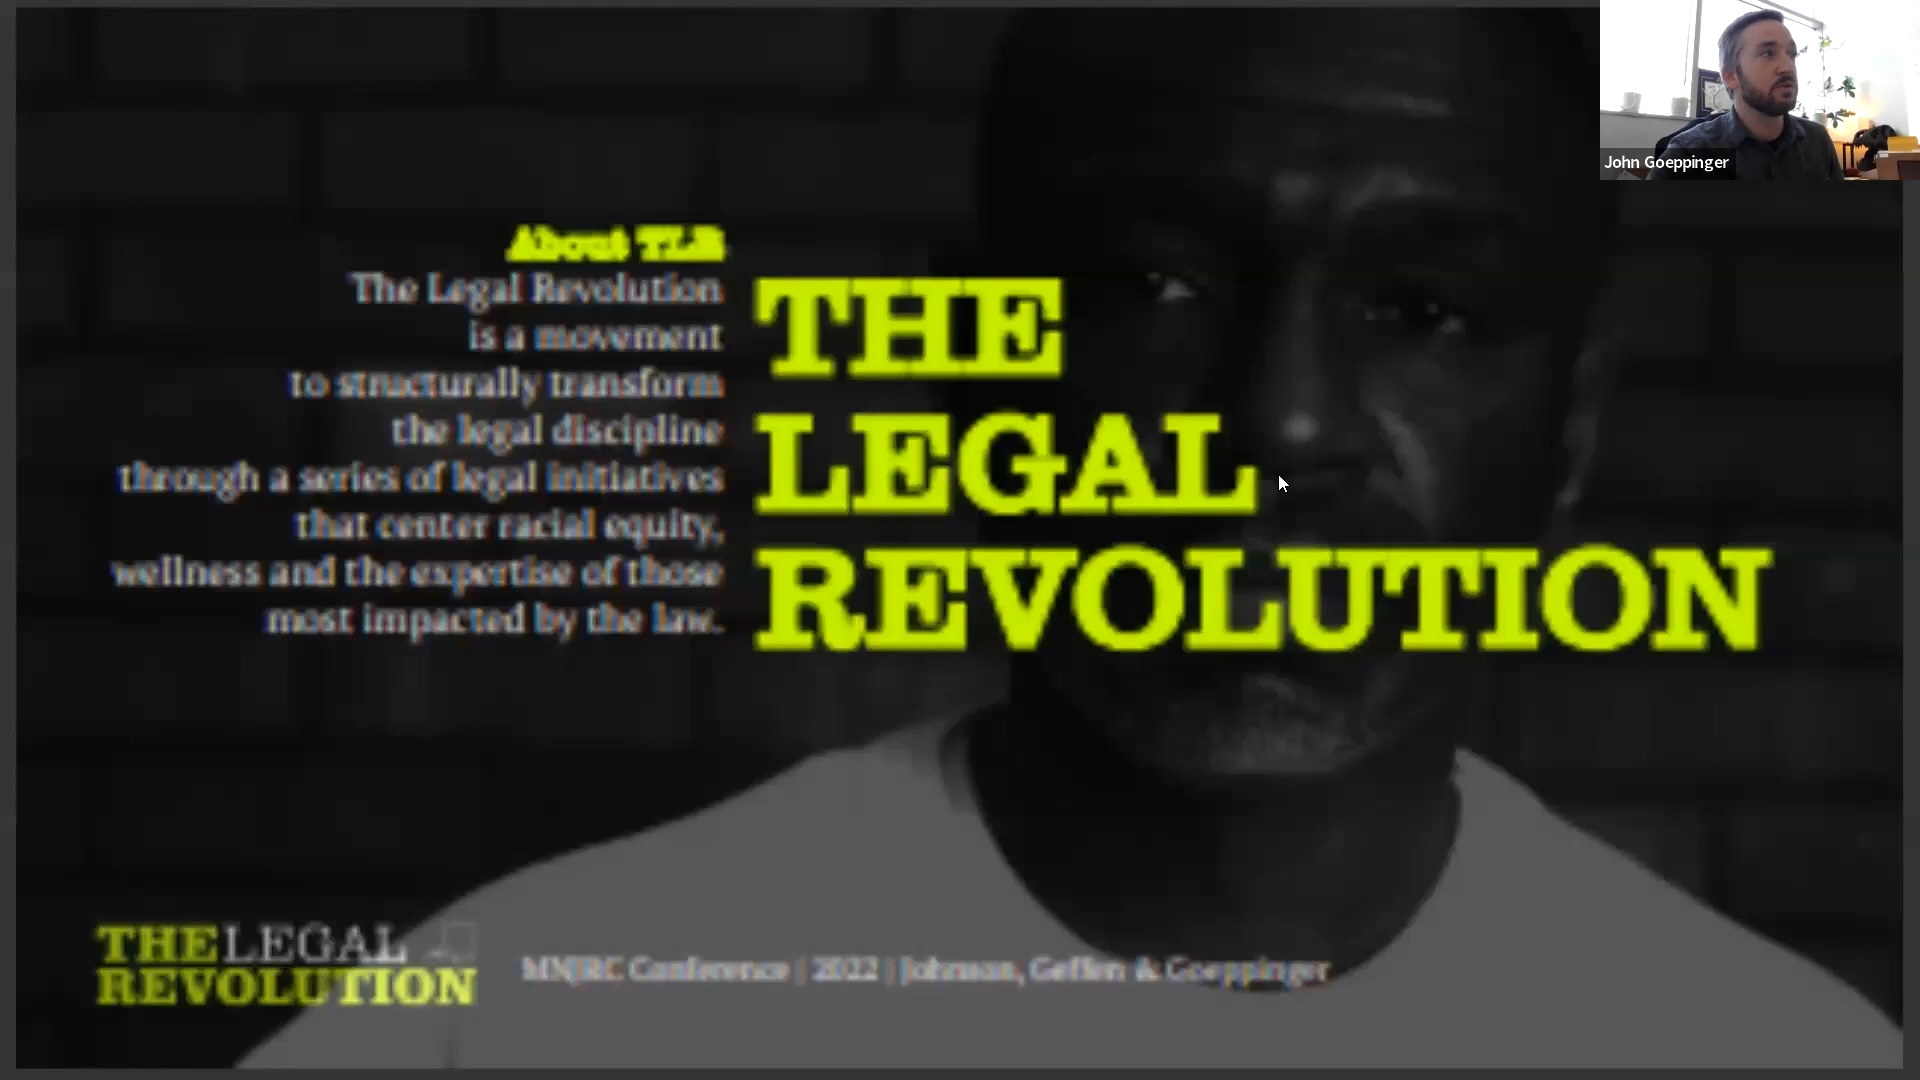 John Goeppinger
About TLR
The Legal Revolution
is a movement
to structurally transform
the legal discipline
through a series of legal initiatives
that center racial equity,
wellness and the expertise of those
most impacted by the law.
THE
LEGAL
REVOLUTION
THE LEGAL
REVOLUTION
MNJRC Conference | 2022 | Johnson, Geffen & Goeppinger